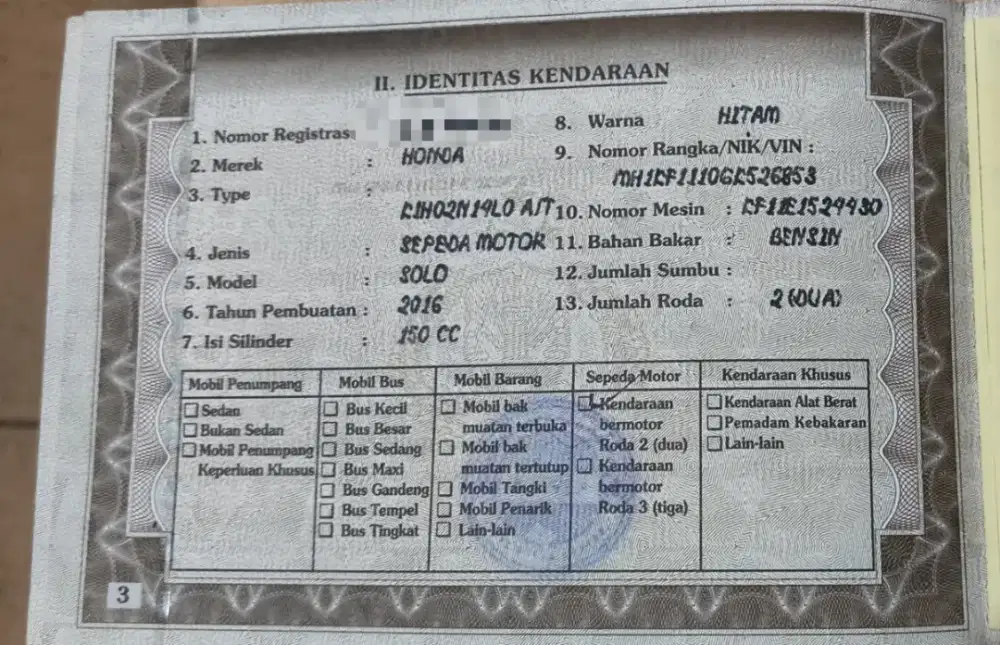 II. IDENTITAS KENDARAAN
1. Nomor Registrasi
2. Merek : HONDA
3. Type :
K1H02N14L0 A/T
4. Jenis : SEPEDA MOTOR
5. Model : SOLO
6. Tahun Pembuatan : 2016
7. Isi Silinder : 150 CC
8. Warna HITAM
9. Nomor Rangka/NIK/VIN :
MH1KF1110GK526853
10. Nomor Mesin :
11. Bahan Bakar : BENSIN
12. Jumlah Sumbu :
13. Jumlah Roda : 2 (DUA)
Mobil Penumpang
Sedan
Bukan Sedan
Mobil Penumpang
Keperluan Khusus
Mobil Bus
Bus Kecil
Bus Besar
Bus Sedang
Bus Maxi
Bus Gandeng
Bus Tempel
Bus Tingkat
Mobil Barang
Mobil bak
muatan terbuka
Mobil bak
muatan tertutup
Mobil Tangki
Mobil Penarik
Lain-lain
Sepeda Motor
Kendaraan
bermotor
Roda 2 (dua)
Kendaraan
bermotor
Roda 3 (tiga)
Kendaraan Khusus
Kendaraan Alat Berat
Pemadam Kebakaran
Lain-lain
3